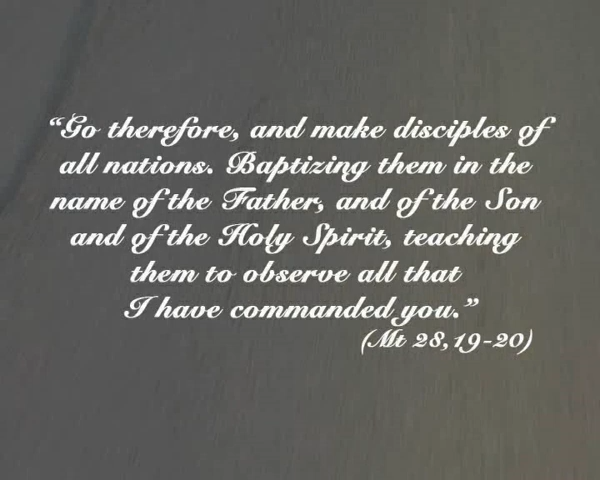 “Go therefore, and make disciples of
all nations. Baptizing them in the
name of the Father, and of the Son
and of the Holy Spirit, teaching
them to observe all that
I have commanded you.”
(Mt 28,19-20)